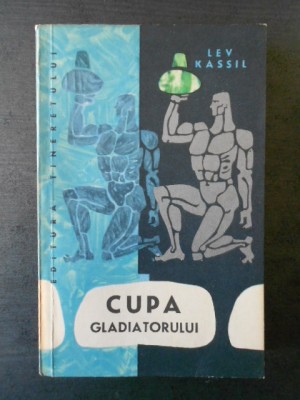 LEV
KASSIL
EDITURA TINERETULUI
CUPA
GLADIATORULUI